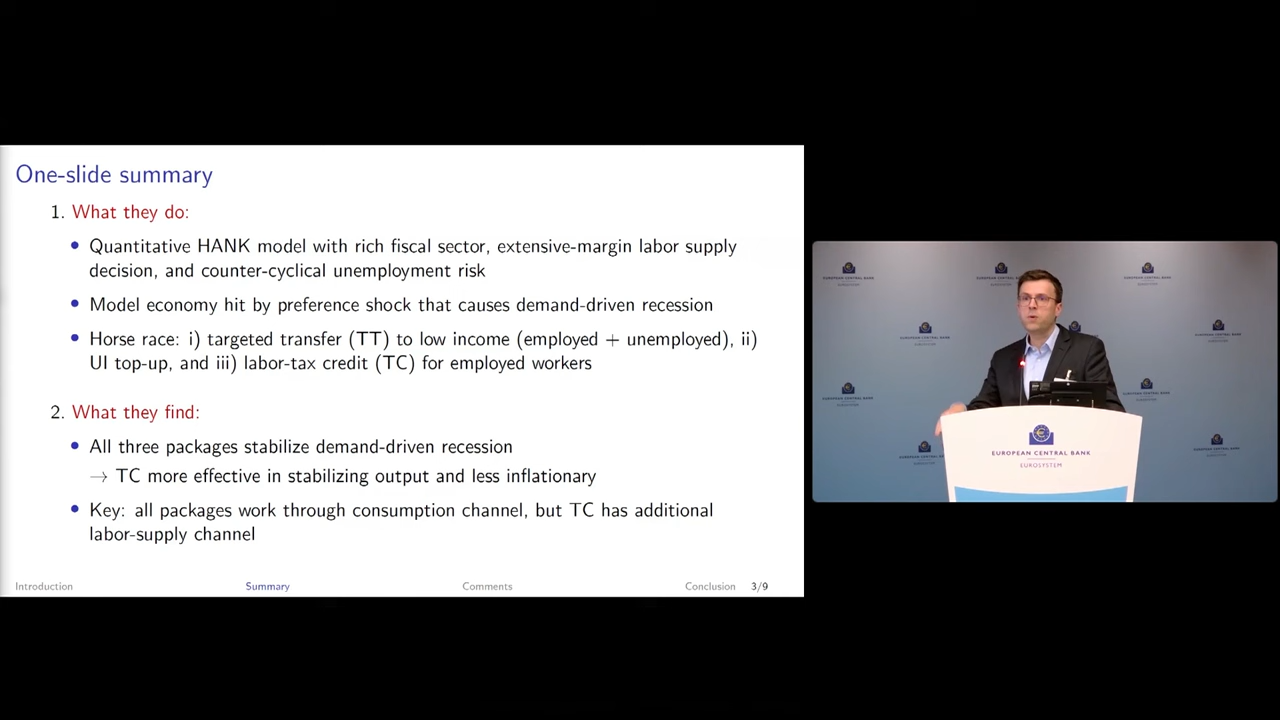 One-slide summary
1. What they do:
• Quantitative HANK model with rich fiscal sector, extensive-margin labor supply
decision, and counter-cyclical unemployment risk
• Model economy hit by preference shock that causes demand-driven recession
• Horse race: i) targeted transfer (TT) to low income (employed + unemployed), ii)
UI top-up, and iii) labor-tax credit (TC) for employed workers
2. What they find:
• All three packages stabilize demand-driven recession
→ TC more effective in stabilizing output and less inflationary
• Key: all packages work through consumption channel, but TC has additional
labor-supply channel
Introduction Summary Comments Conclusion 3/9
EUROPEAN CENTRAL BANK
EUROSYSTEM